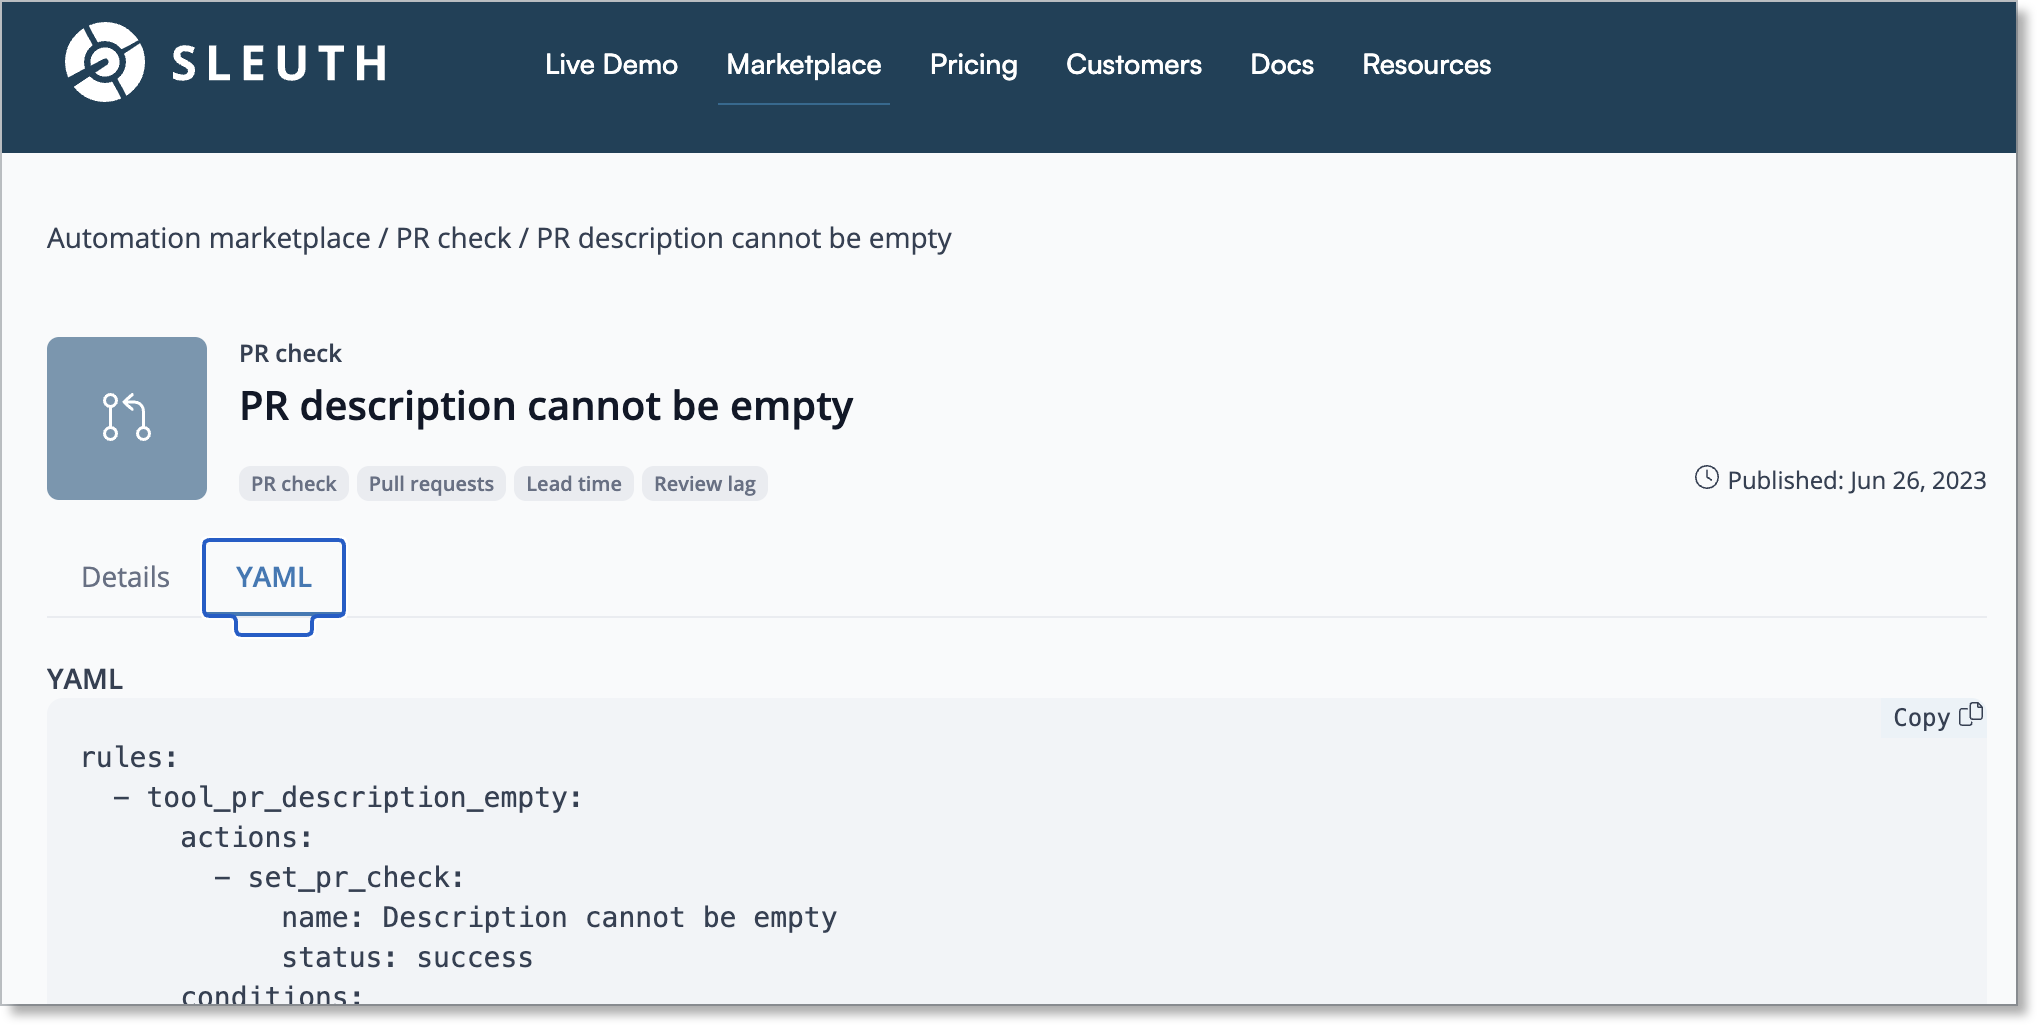 SLEUTH
Live Demo Marketplace Pricing Customers Docs Resources
Automation marketplace / PR check / PR description cannot be empty
PR check
PR description cannot be empty
PR check Pull requests Lead time Review lag
Published: Jun 26, 2023
Details YAML
YAML
Copy
rules:
  - tool_pr_description_empty:
      actions:
        - set_pr_check:
            name: Description cannot be empty
            status: success
      conditions: